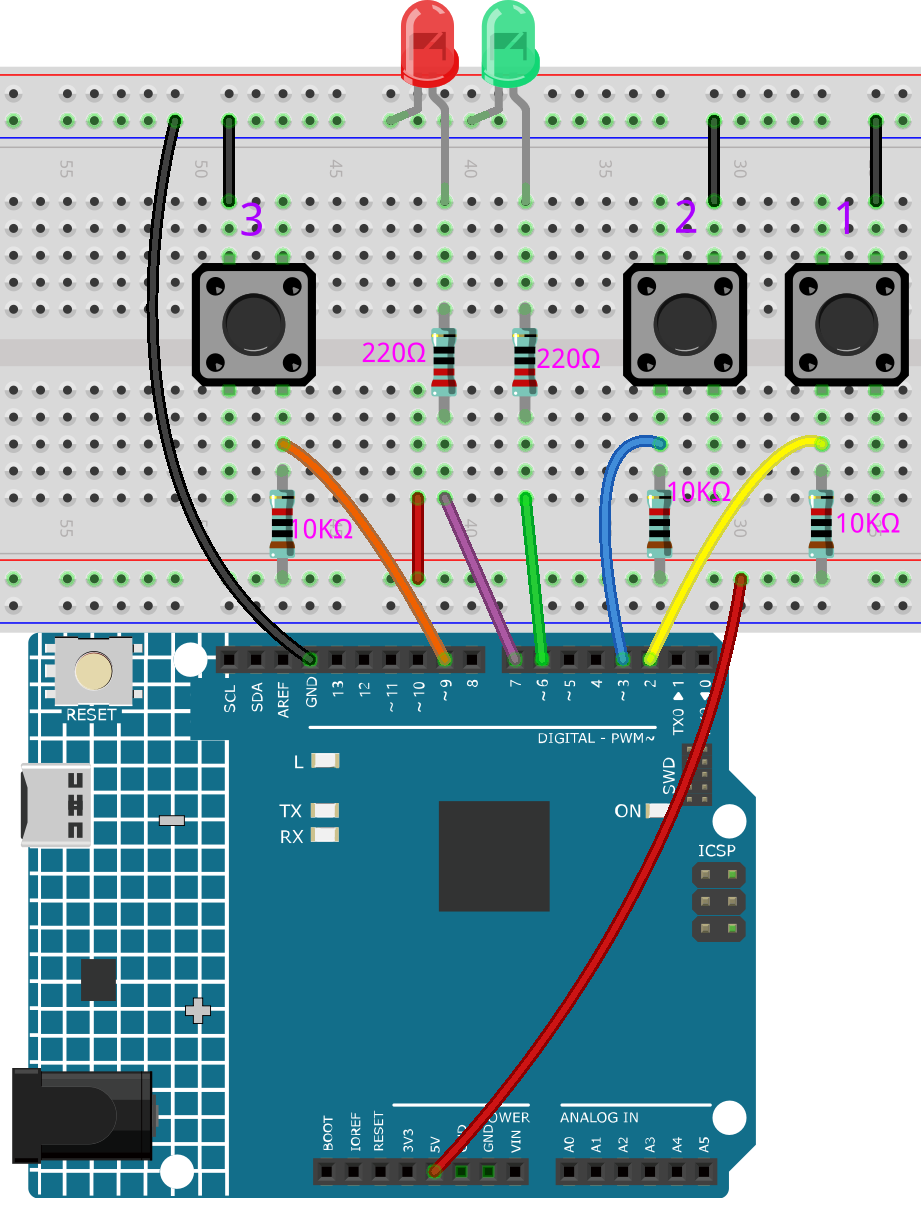 55 50 45 40 35 30
3 2 1
220Ω 220Ω
10KΩ 10KΩ 10KΩ
55 40 30
RESET
SCL SDA AREF GND 13 12 ~11 ~10 ~9 8 7 ~6 ~5 4 ~3 2 TX0▶1 0
DIGITAL - PWM~
L
TX
RX
ON
SWD
ICSP
BOOT IOREF RESET 3V3 5V GND VIN
ANALOG IN
A0 A1 A2 A3 A4 A5